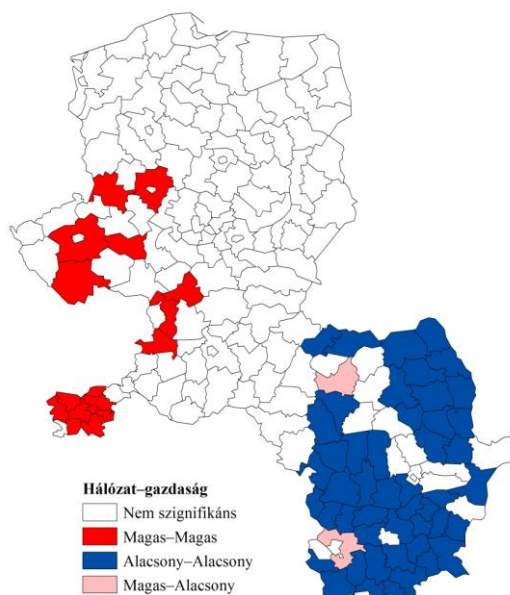 Hálózat–gazdaság
Nem szignifikáns
Magas–Magas
Alacsony–Alacsony
Magas–Alacsony